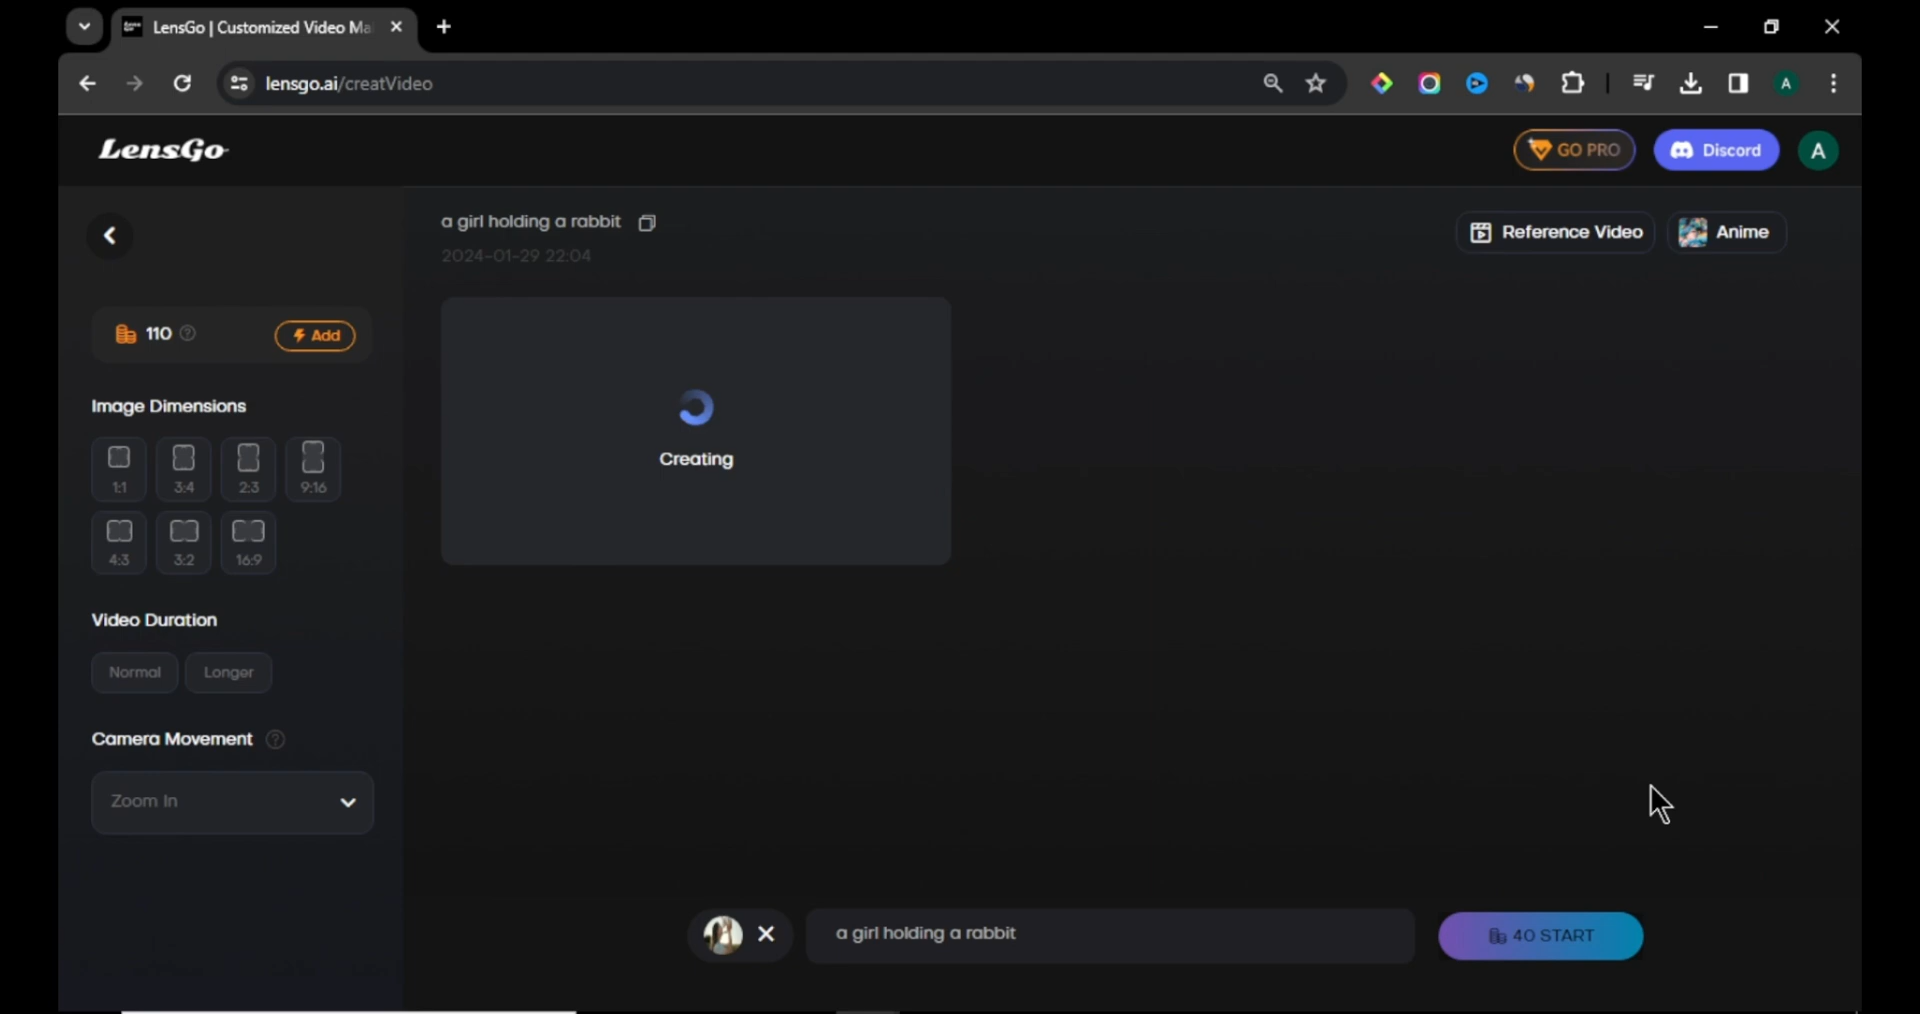 LensGo | Customized Video Ma
lensgo.ai/creatVideo
A
LensGo
GO PRO
Discord
A
a girl holding a rabbit
2024-01-29 22:04
Reference Video
Anime
110
Add
Creating
Image Dimensions
1:1
3:4
2:3
9:16
4:3
3:2
16:9
Video Duration
Normal
Longer
Camera Movement
Zoom In
a girl holding a rabbit
40 START